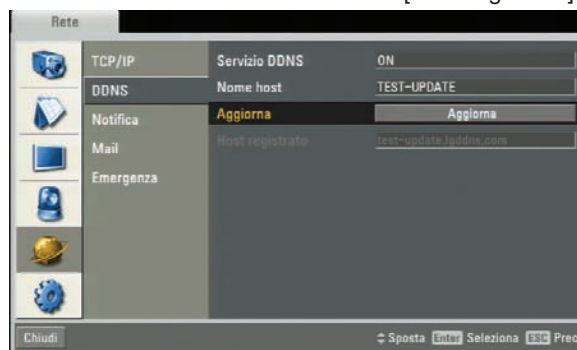 Rete
TCP/IP
DDNS
Notifica
Mail
Emergenza
Servizio DDNS ON
Nome host TEST-UPDATE
Aggiorna Aggiorna
Host registrato test-update.lgddns.com
Chiudi
Sposta Enter Seleziona ESC Prec